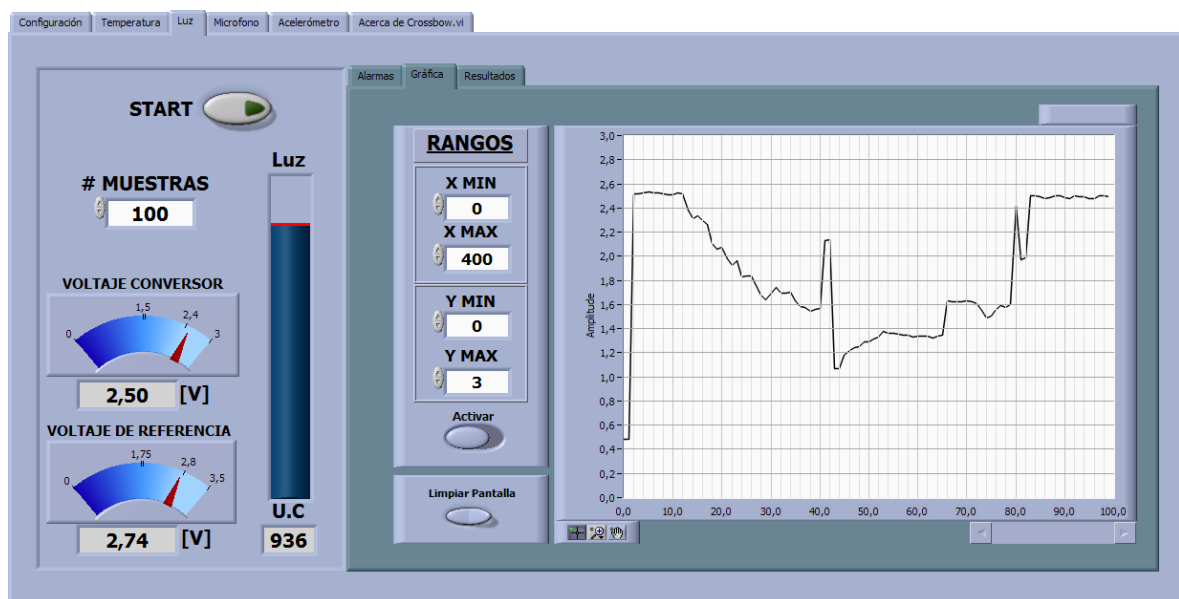 Configuración Temperatura Luz Microfono Acelerómetro Acerca de Crossbow.vi
Alarmas Gráfica Resultados
START
# MUESTRAS
100
Luz
VOLTAJE CONVERSOR
0 1,5 2,4 3
2,50 [V]
VOLTAJE DE REFERENCIA
0 1,75 2,8 3,5
2,74 [V]
U.C
936
RANGOS
X MIN
0
X MAX
400
Y MIN
0
Y MAX
3
Activar
Limpiar Pantalla
Amplitude
3,0
2,8
2,6
2,4
2,2
2,0
1,8
1,6
1,4
1,2
1,0
0,8
0,6
0,4
0,2
0,0
0,0 10,0 20,0 30,0 40,0 50,0 60,0 70,0 80,0 90,0 100,0